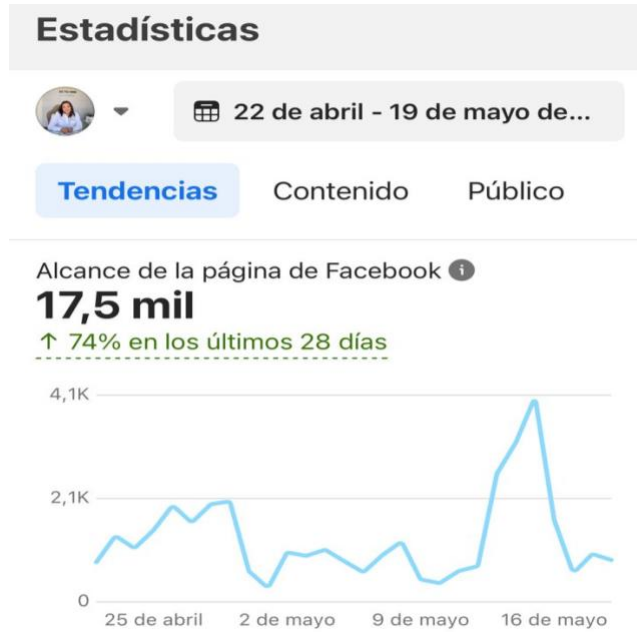 Estadísticas
22 de abril - 19 de mayo de...
Tendencias Contenido Público
Alcance de la página de Facebook
17,5 mil
↑ 74% en los últimos 28 días
4,1K
2,1K
0
25 de abril 2 de mayo 9 de mayo 16 de mayo